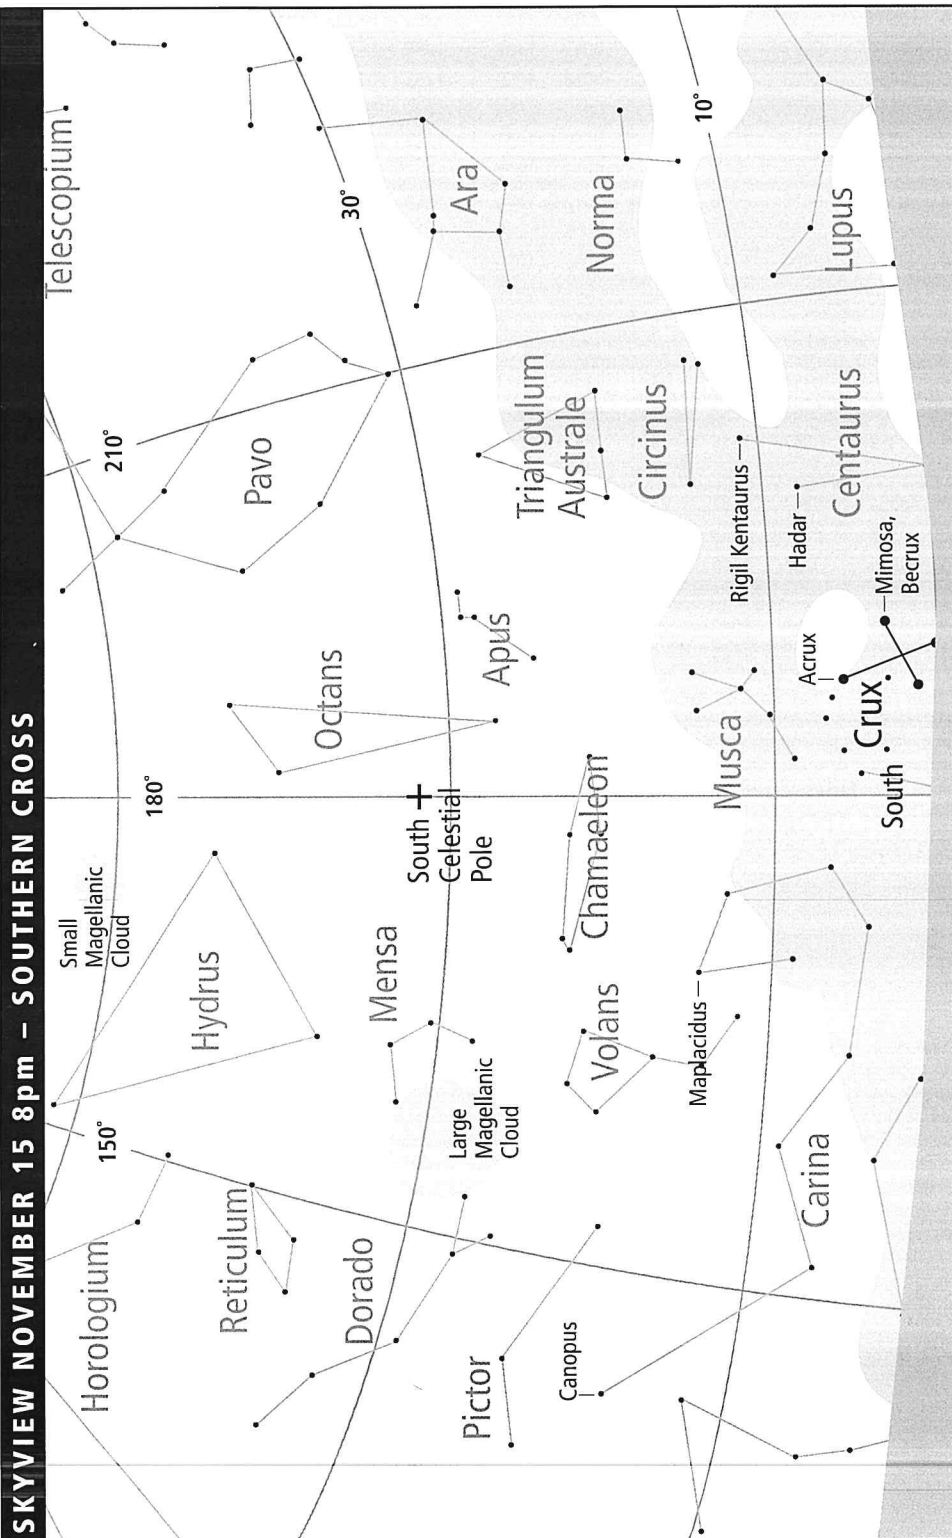 SKYVIEW NOVEMBER 15 8pm – SOUTHERN CROSS
Telescopium
30°
Ara
Norma
10°
Lupus
210°
Pavo
Triangulum
Australe
Circinus
Rigil Kentaurus
Hadar
Centaurus
Mimosa,
Becrux
Octans
Apus
Acrux
Crux
Musca
180°
South
Celestial
Pole
Chamaeleon
South
Small
Magellanic
Cloud
Hydrus
Mensa
Volans
Maplacidus
150°
Large
Magellanic
Cloud
Carina
Horologium
Reticulum
Dorado
Pictor
Canopus